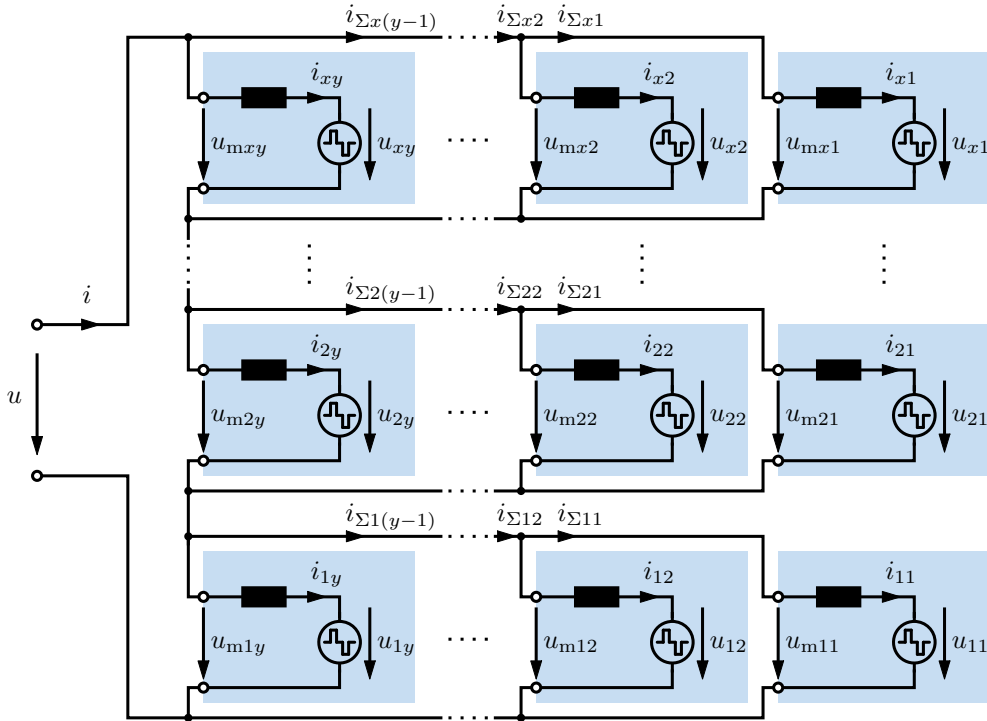 i_{Σx(y−1)} i_{Σx2} i_{Σx1}
i_{xy} i_{x2} i_{x1}
u_{mxy} u_{xy} u_{mx2} u_{x2} u_{mx1} u_{x1}
i i_{Σ2(y−1)} i_{Σ22} i_{Σ21}
i_{2y} i_{22} i_{21}
u u_{m2y} u_{2y} u_{m22} u_{22} u_{m21} u_{21}
i_{Σ1(y−1)} i_{Σ12} i_{Σ11}
i_{1y} i_{12} i_{11}
u_{m1y} u_{1y} u_{m12} u_{12} u_{m11} u_{11}